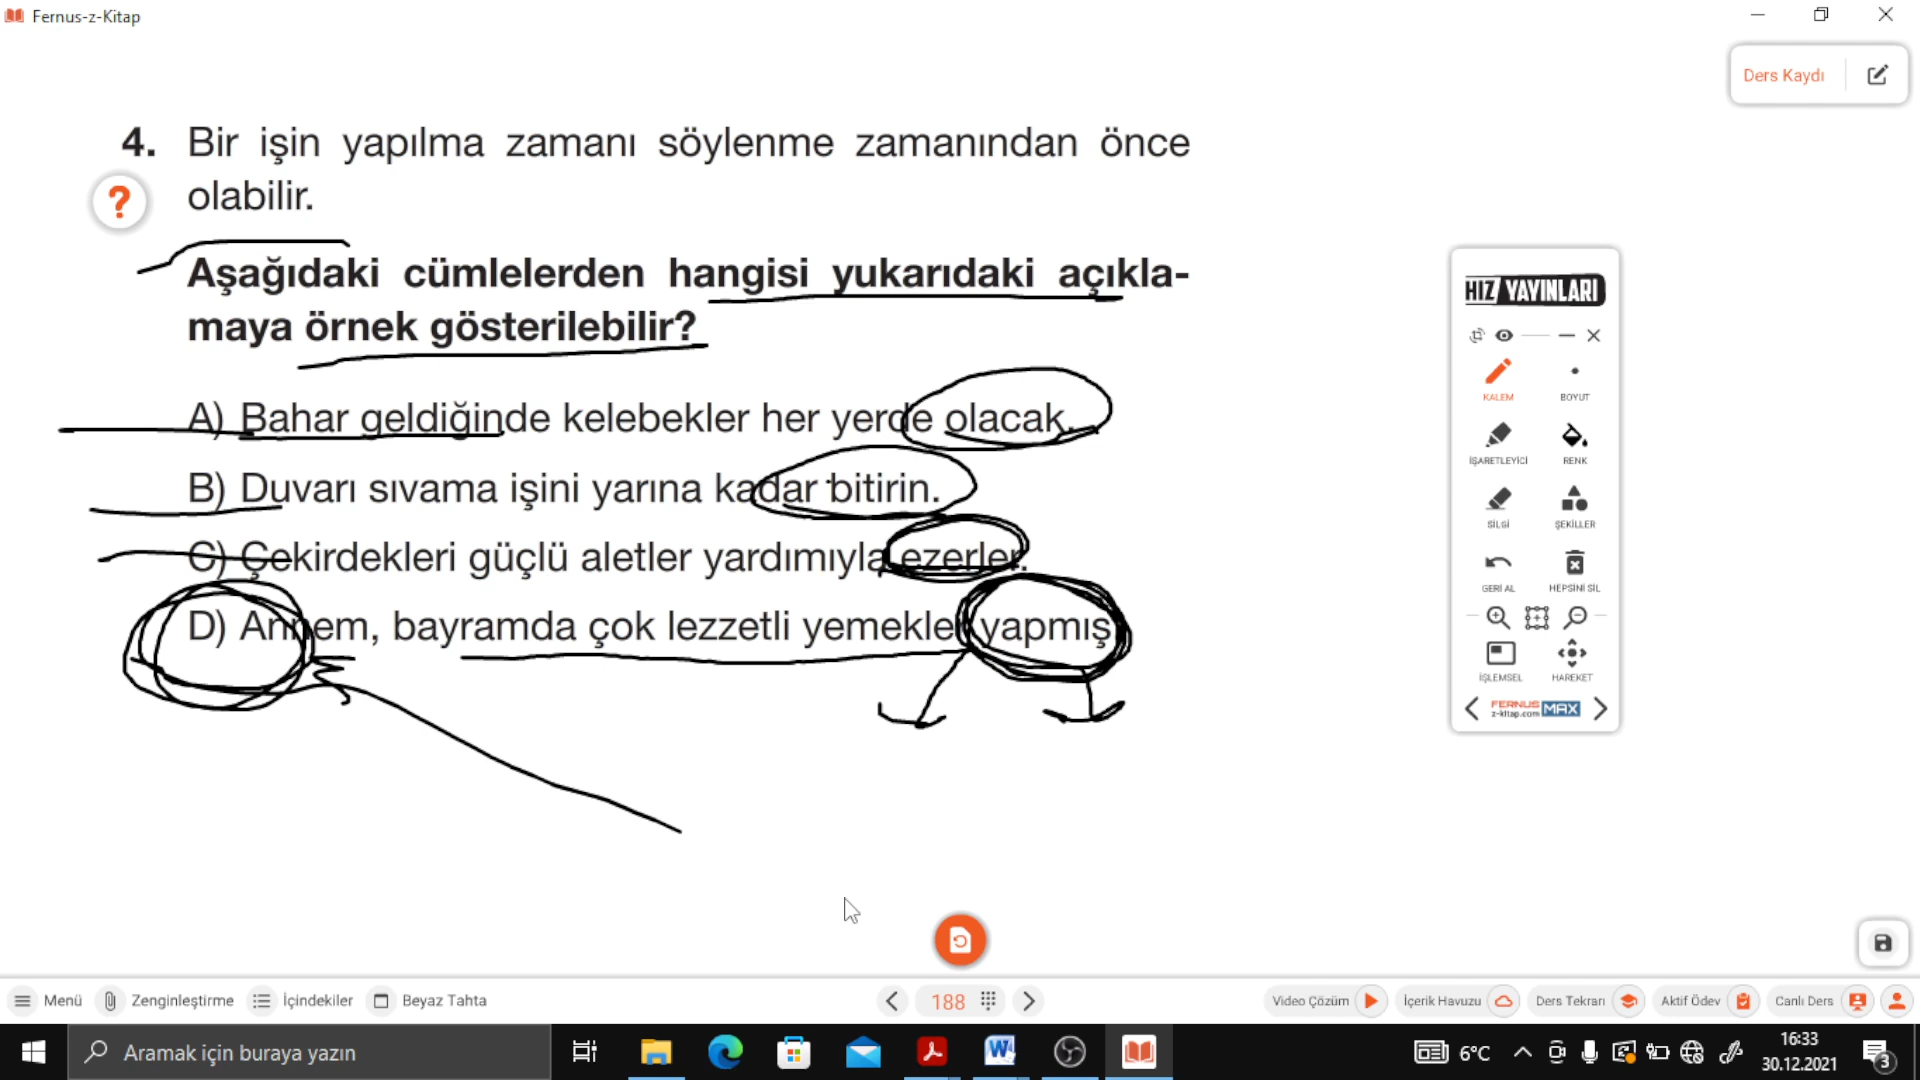 Fernus-z-Kitap
Ders Kaydı
4. Bir işin yapılma zamanı söylenme zamanından önce
olabilir.
?
Aşağıdaki cümlelerden hangisi yukarıdaki açıkla-
maya örnek gösterilebilir?
A) Bahar geldiğinde kelebekler her yerde olacak.
B) Duvarı sıvama işini yarına kadar bitirin.
C) Çekirdekleri güçlü aletler yardımıyla ezerler.
D) Annem, bayramda çok lezzetli yemekler yapmış.
HIZ YAYINLARI
KALEM BOYUT
İŞARETLEYİCİ RENK
SİLGİ ŞEKİLLER
GERİ AL HEPSİNİ SİL
İŞLEMSEL HAREKET
FERNUS
z-kitap.com MAX
Menü Zenginleştirme İçindekiler Beyaz Tahta 188 Video Çözüm İçerik Havuzu Ders Tekrarı Aktif Ödev Canlı Ders
Aramak için buraya yazın
6°C
16:33
30.12.2021
3